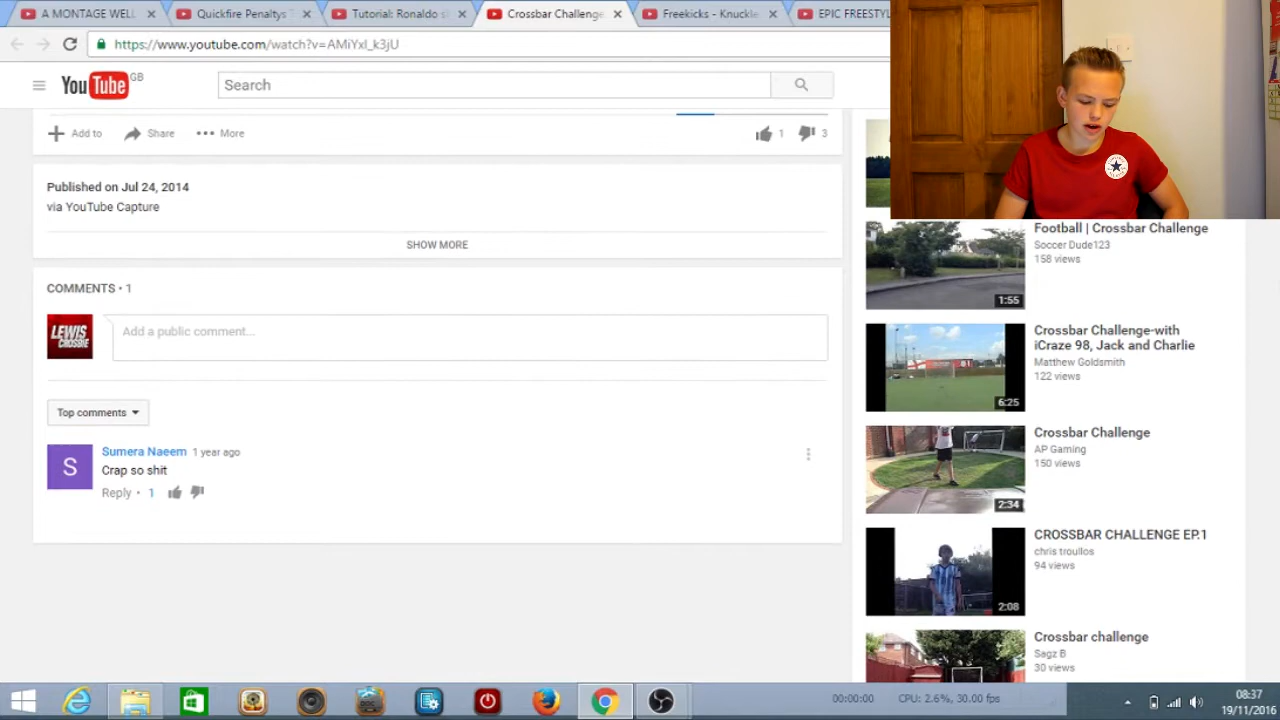 A MONTAGE WELL
Quickfire Penaltys
Tutorial: Ronaldo s
Crossbar Challenge
Freekicks - Knuckle
EPIC FREESTYL
https://www.youtube.com/watch?v=AMiYxI_k3jU
YouTube GB
Search
Add to
Share
More
1
3
Published on Jul 24, 2014
via YouTube Capture
SHOW MORE
COMMENTS • 1
LEWIS
CROSBIE
Add a public comment...
Top comments
S
Sumera Naeem 1 year ago
Crap so shit
Reply • 1
Football | Crossbar Challenge
Soccer Dude123
158 views
1:55
Crossbar Challenge-with
iCraze 98, Jack and Charlie
Matthew Goldsmith
122 views
6:25
Crossbar Challenge
AP Gaming
150 views
2:34
CROSSBAR CHALLENGE EP.1
chris troullos
94 views
2:08
Crossbar challenge
Sagz B
30 views
00:00:00
CPU: 2.6%, 30.00 fps
08:37
19/11/2016